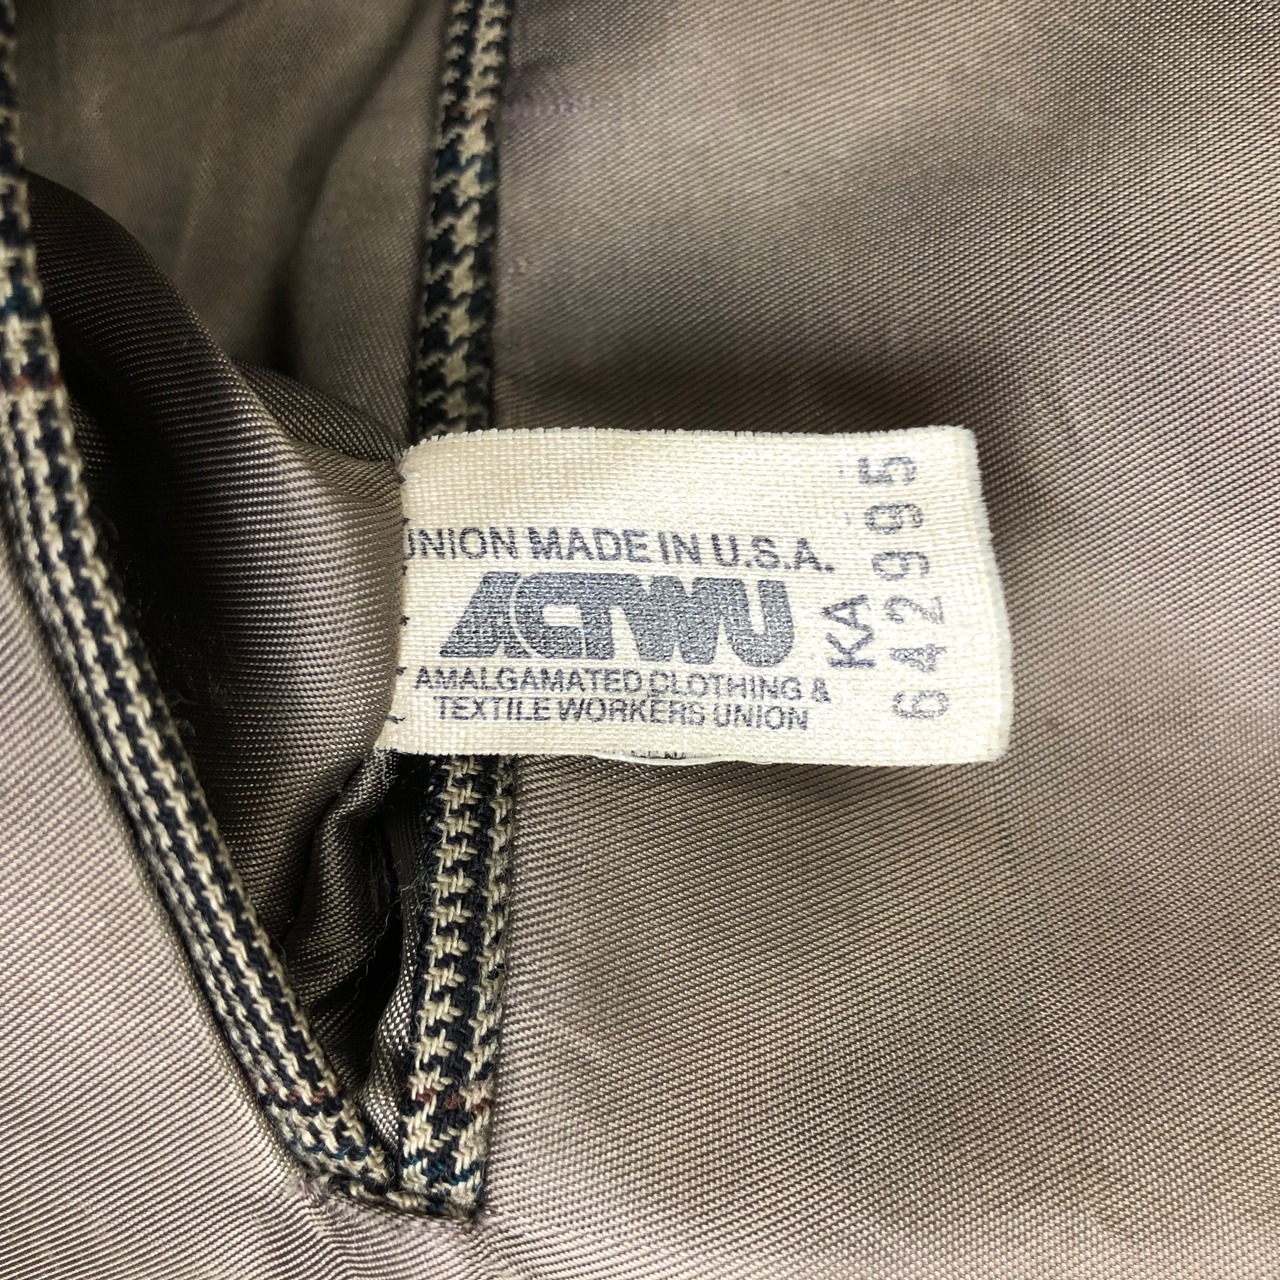 UNION MADE IN U.S.A.
ACTWU
AMALGAMATED CLOTHING &
TEXTILE WORKERS UNION
KA
642995